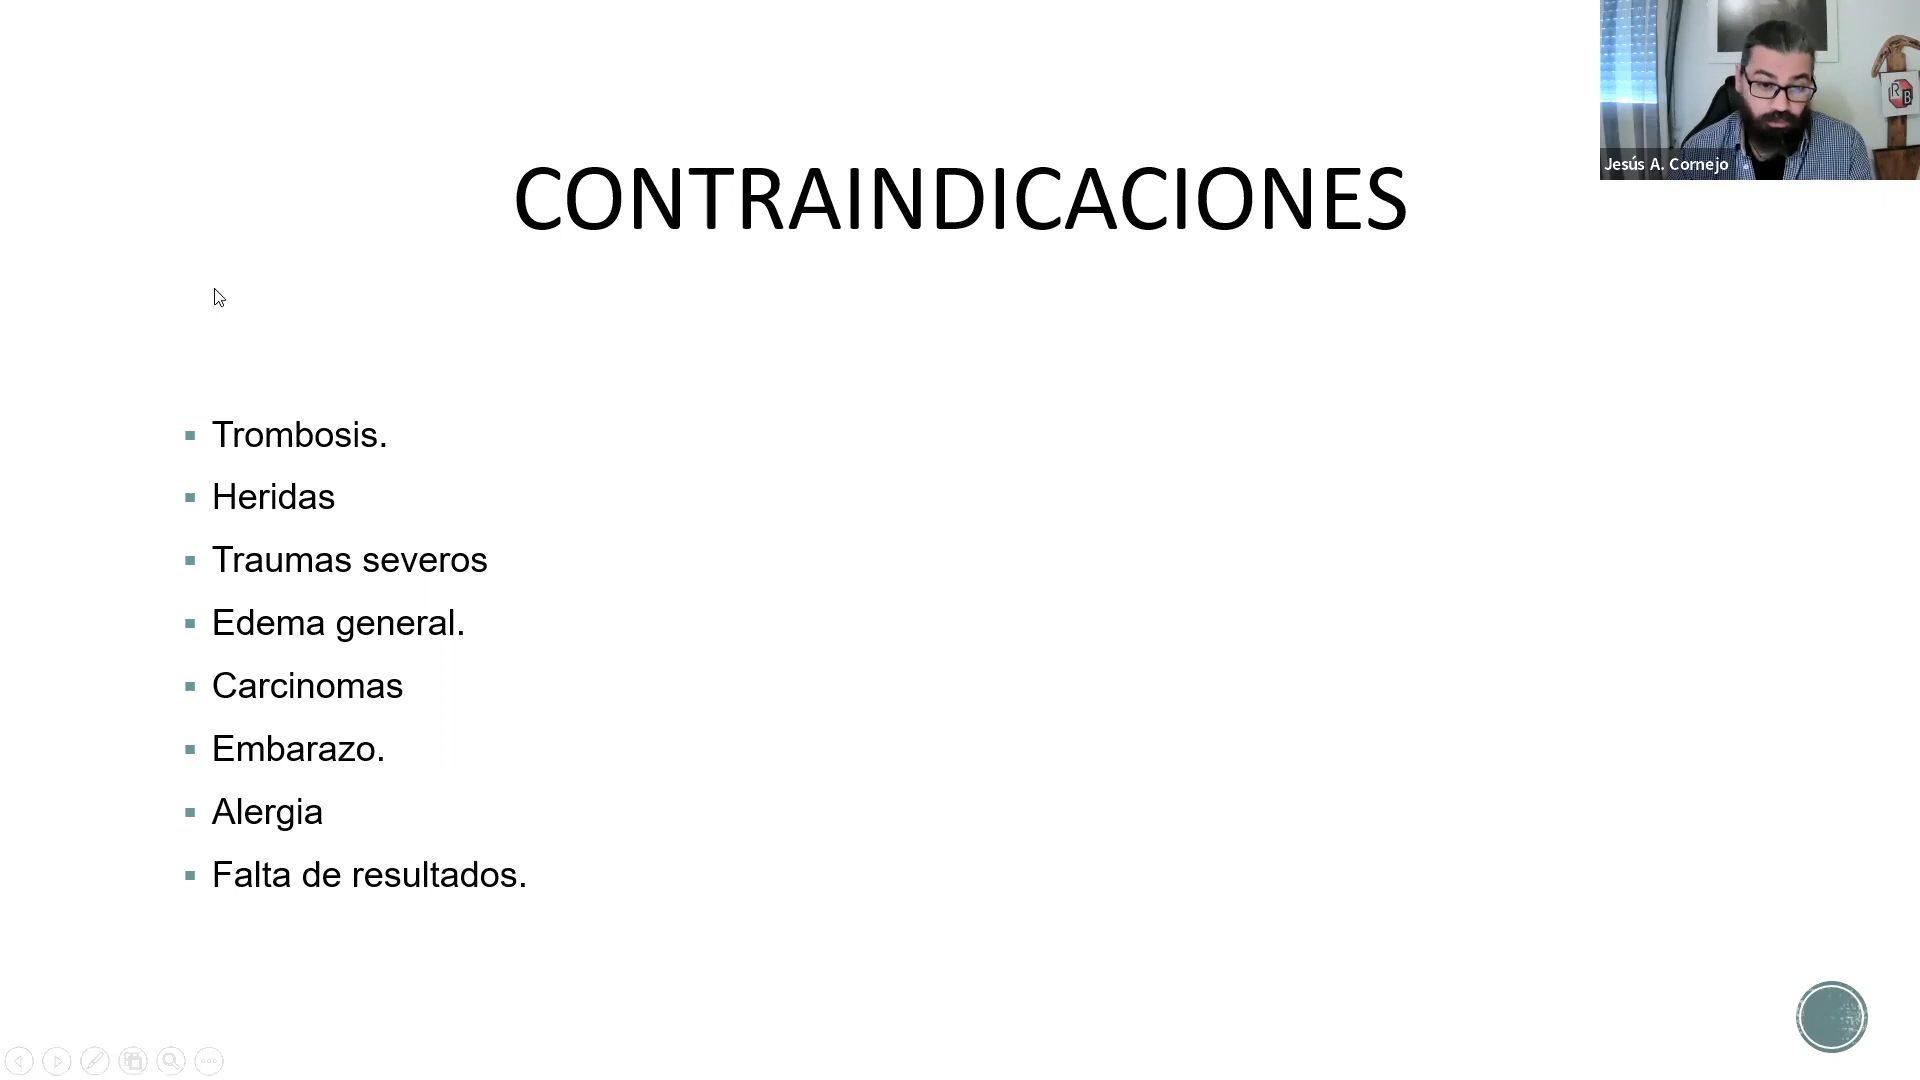 CONTRAINDICACIONES
Jesús A. Cornejo
R
B
Trombosis.
Heridas
Traumas severos
Edema general.
Carcinomas
Embarazo.
Alergia
Falta de resultados.